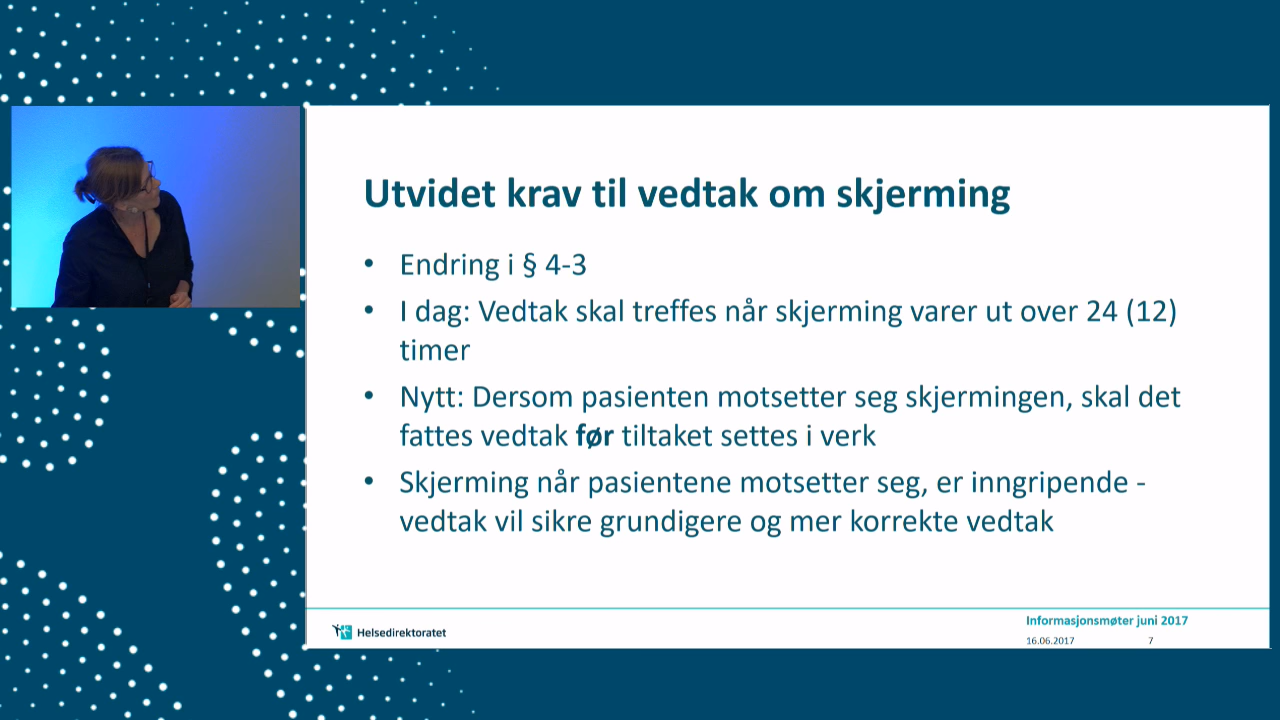 Utvidet krav til vedtak om skjerming
• Endring i § 4-3
• I dag: Vedtak skal treffes når skjerming varer ut over 24 (12)
timer
• Nytt: Dersom pasienten motsetter seg skjermingen, skal det
fattes vedtak før tiltaket settes i verk
• Skjerming når pasientene motsetter seg, er inngripende -
vedtak vil sikre grundigere og mer korrekte vedtak
Helsedirektoratet
Informasjonsmøter juni 2017
16.06.2017 7